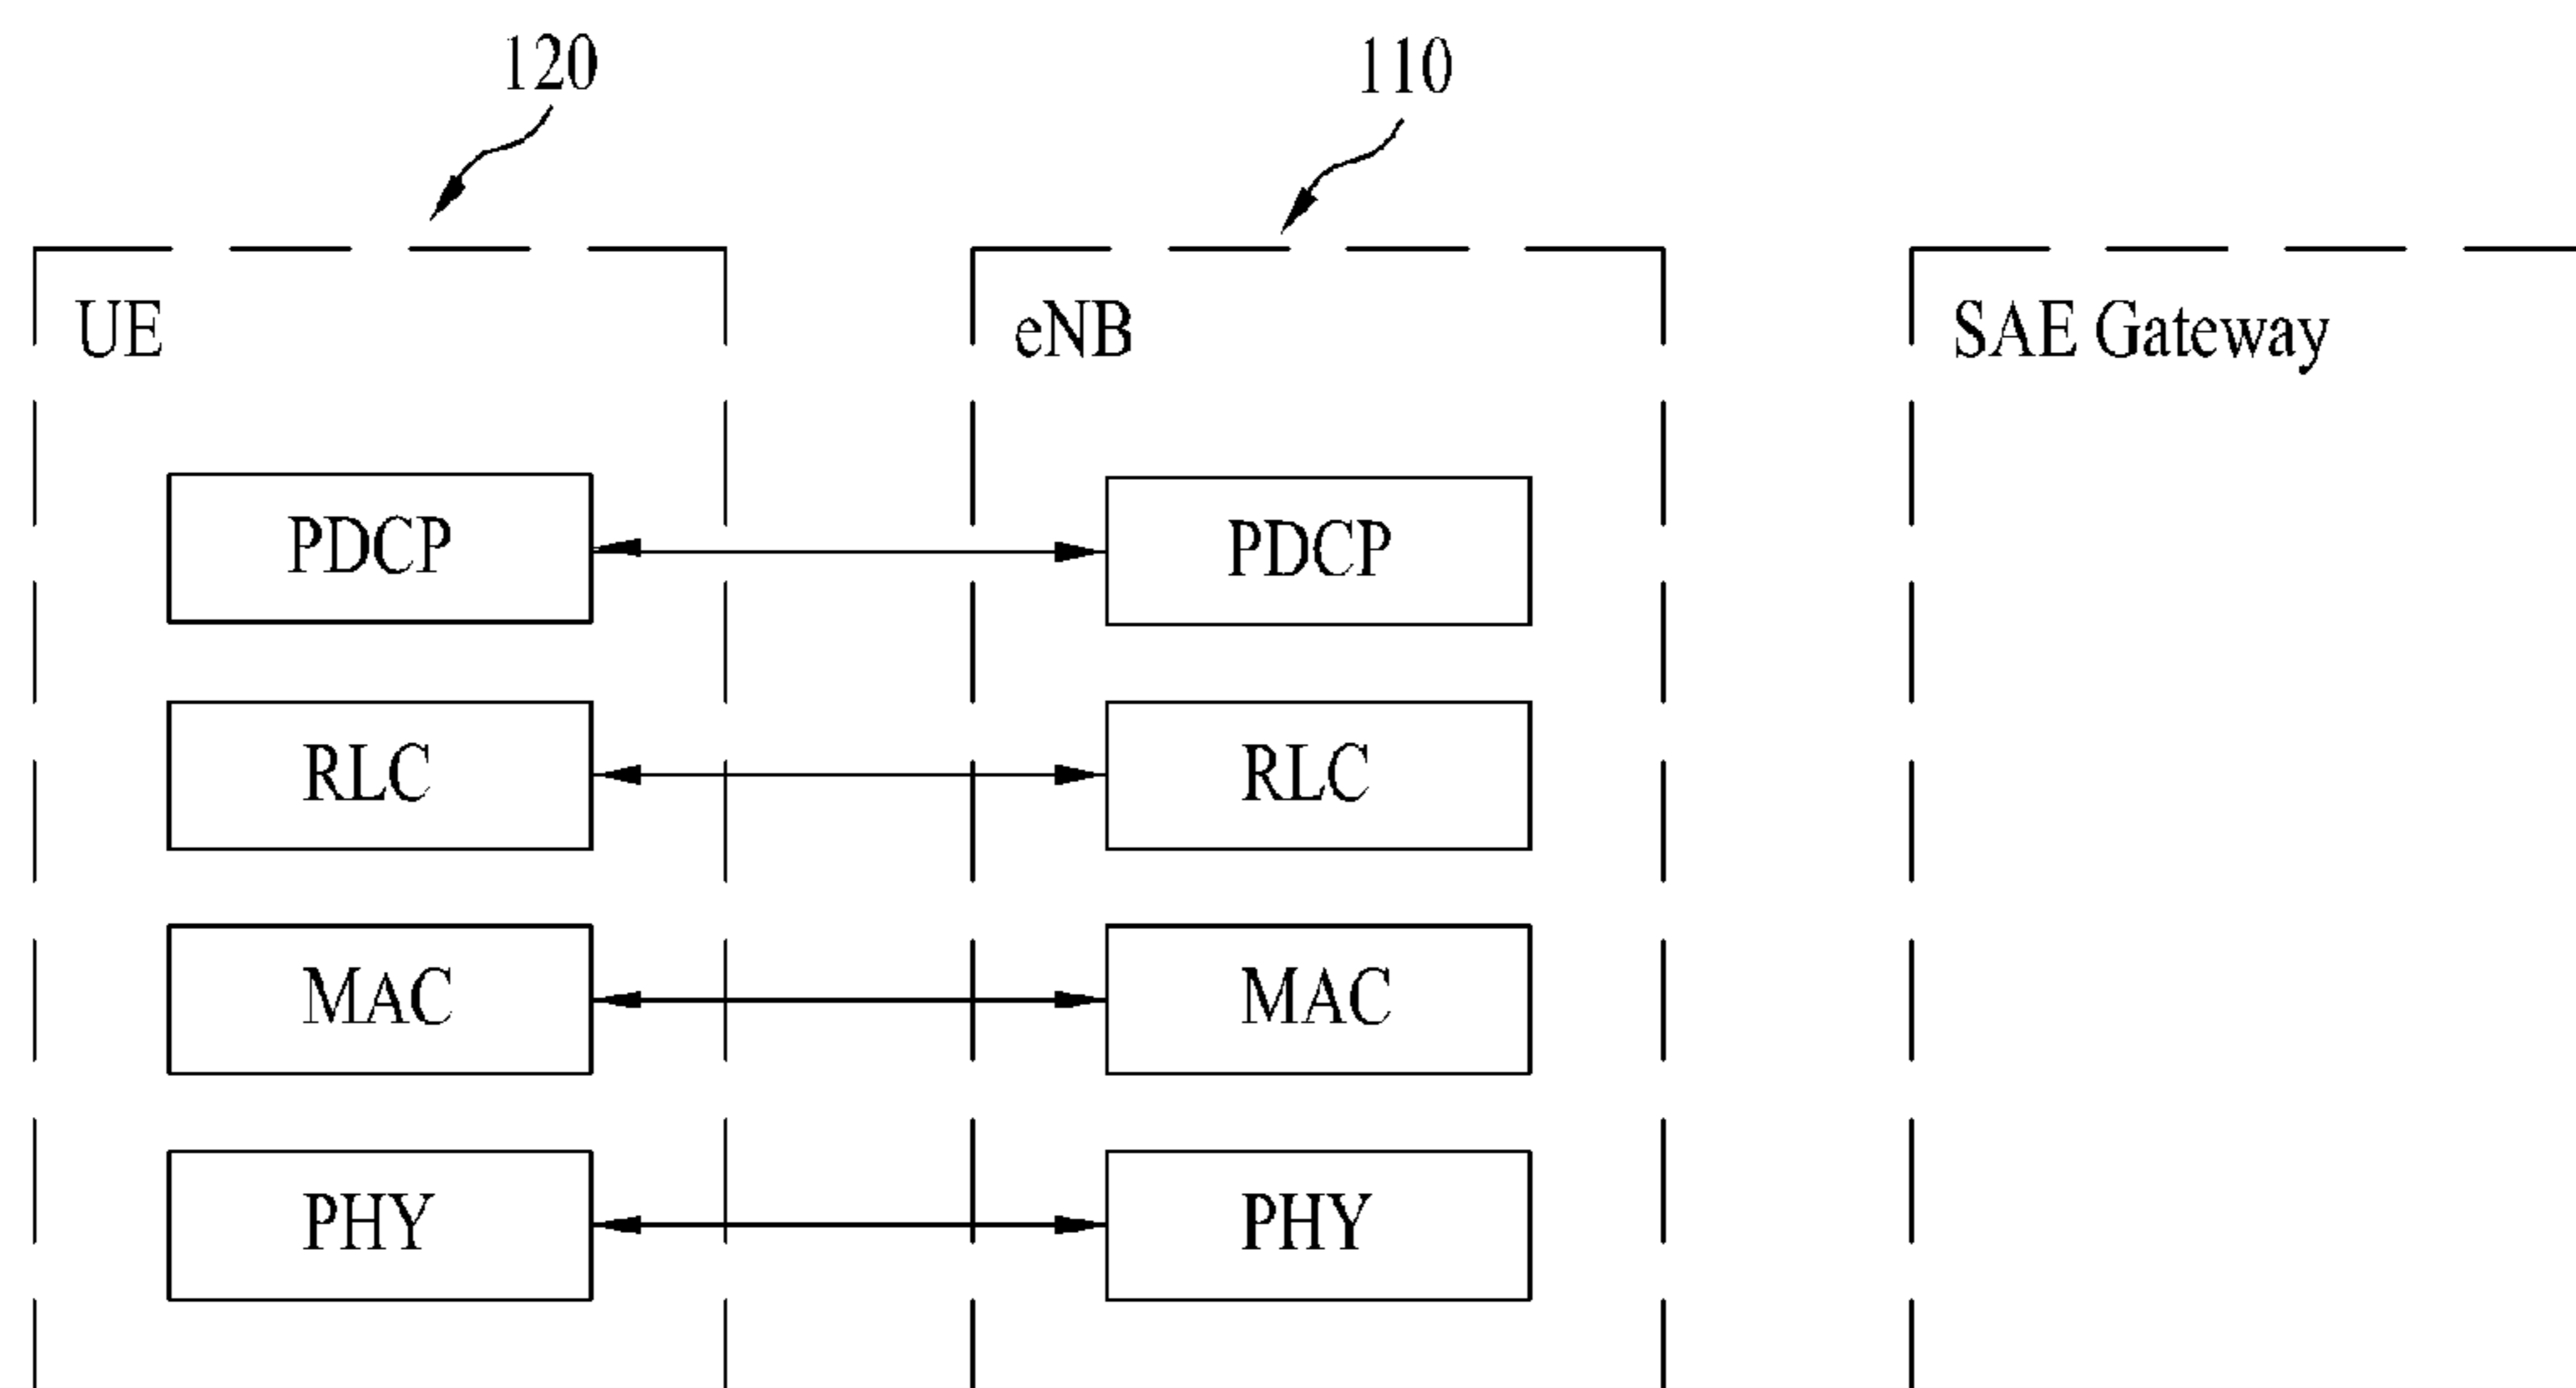 120 110
UE eNB SAE Gateway
PDCP PDCP
RLC RLC
MAC MAC
PHY PHY